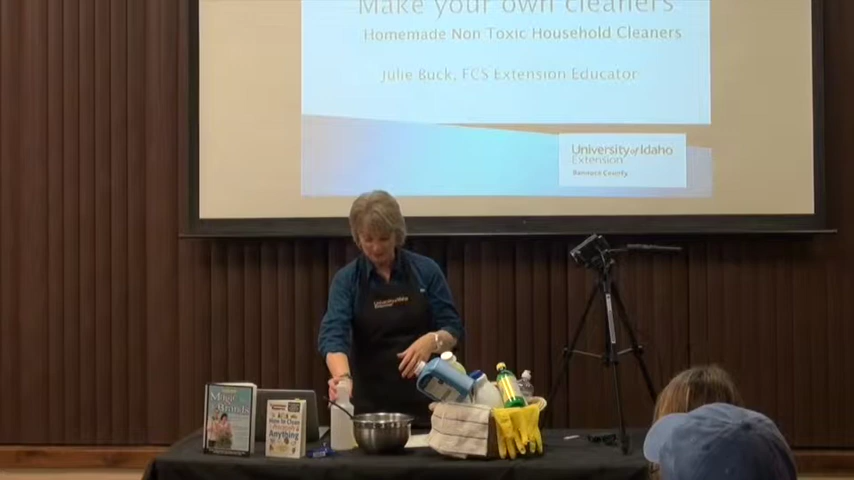 Make your own cleaners
Homemade Non Toxic Household Cleaners
Julie Buck, FCS Extension Educator
University of Idaho
Extension
Bannock County
Magic
Brands
How to
Clean
Anything